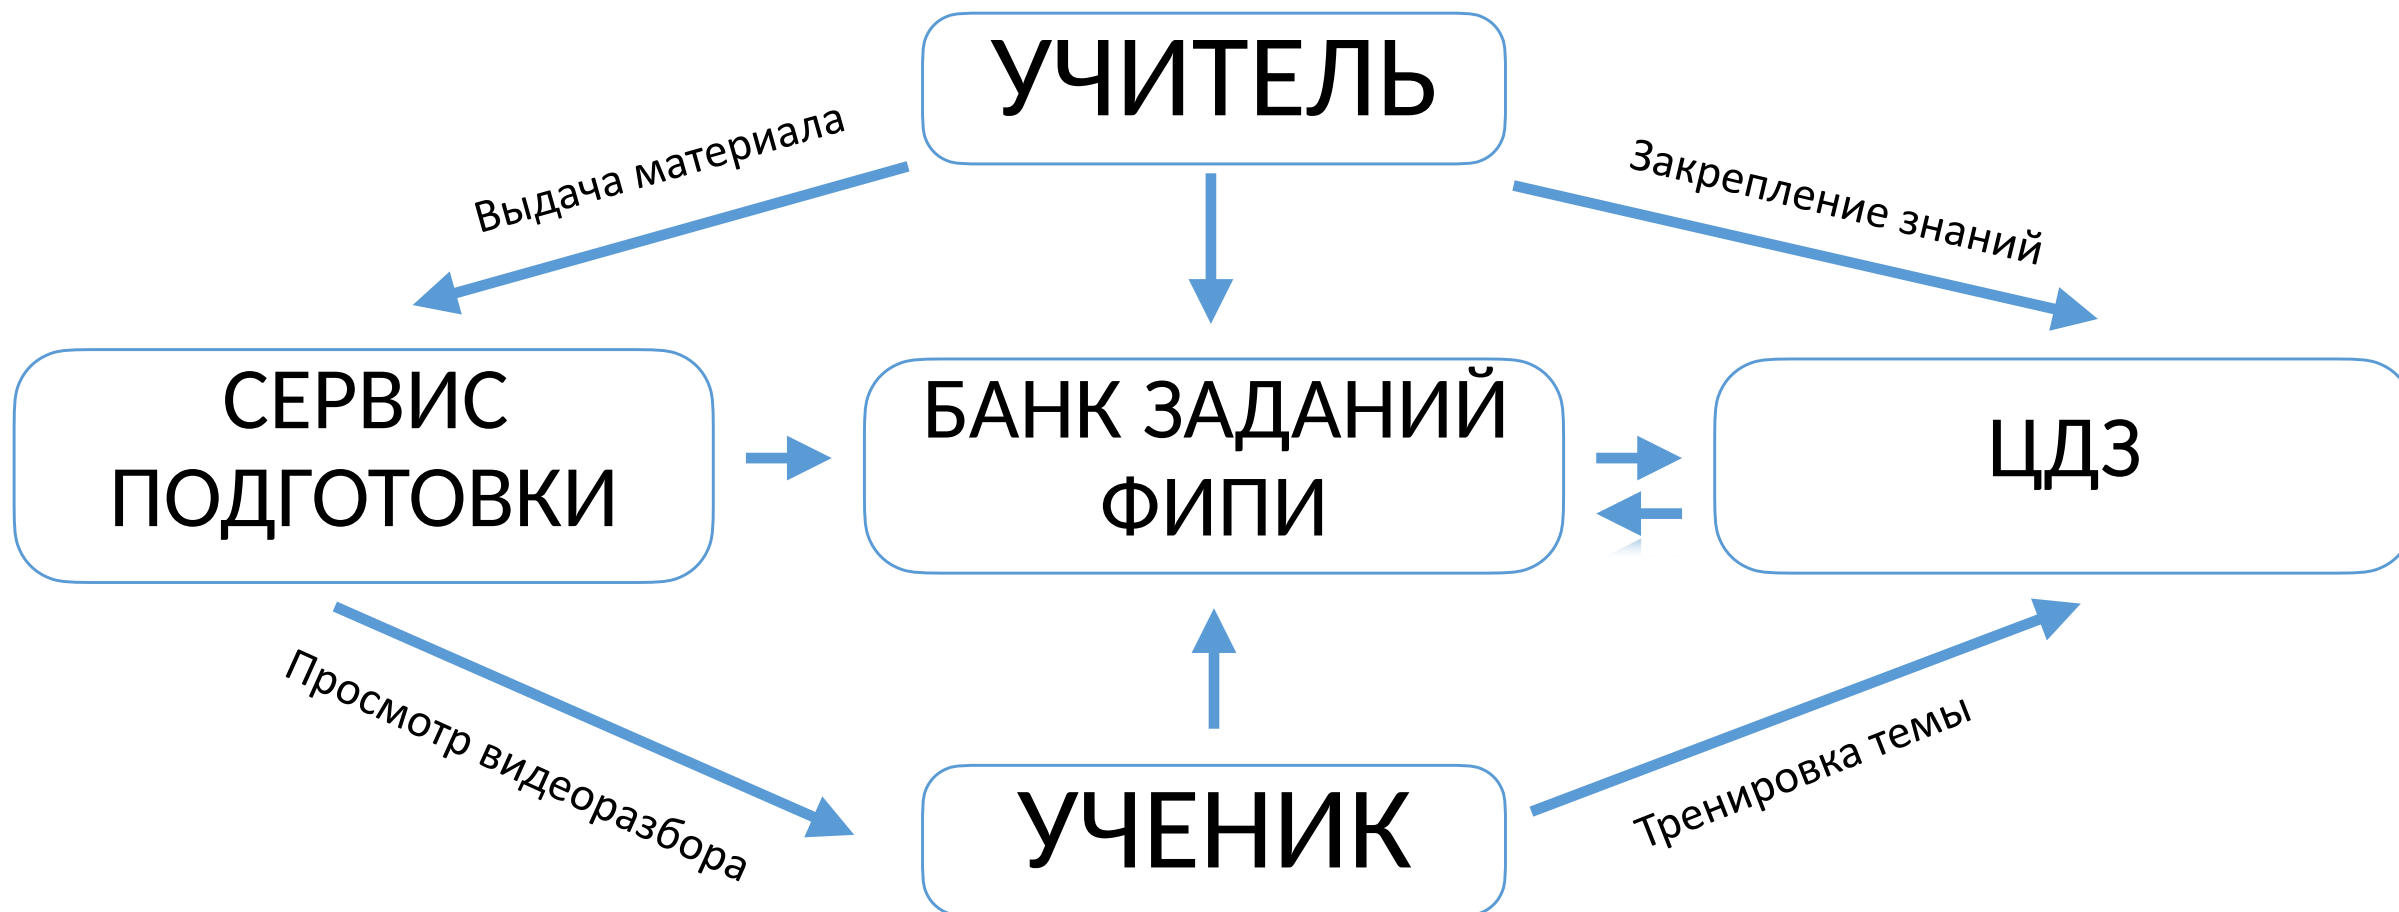 УЧИТЕЛЬ
Выдача материала
Закрепление знаний
СЕРВИС
ПОДГОТОВКИ
БАНК ЗАДАНИЙ
ФИПИ
ЦДЗ
Просмотр видеоразбора
Тренировка темы
УЧЕНИК